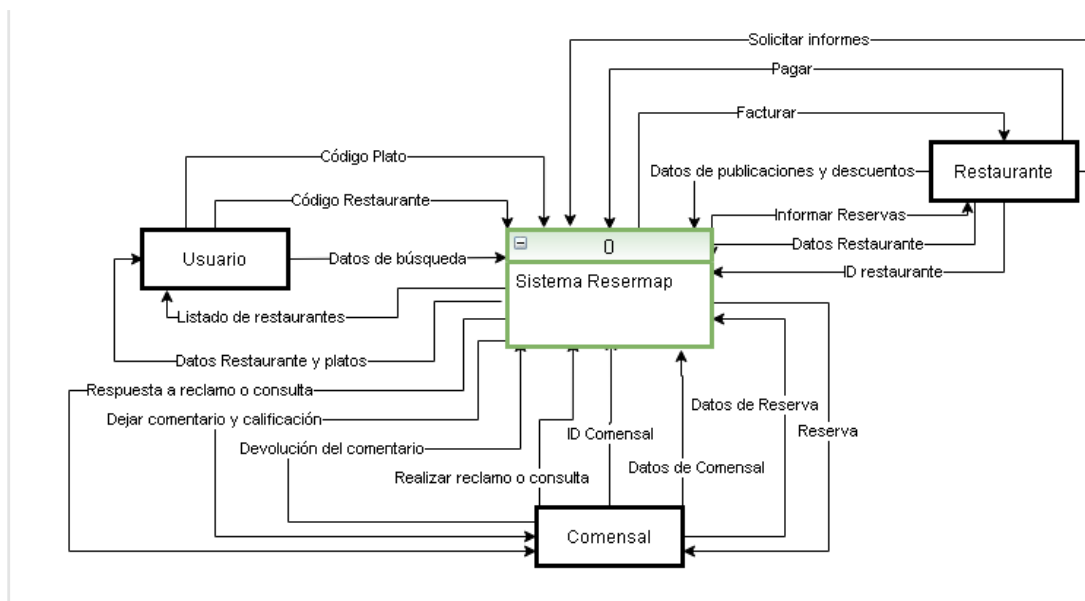 Solicitar informes
Pagar
Facturar
Código Plato
Datos de publicaciones y descuentos
Restaurante
Código Restaurante
Informar Reservas
0
Datos Restaurante
Usuario
Datos de búsqueda
ID restaurante
Sistema Resermap
Listado de restaurantes
Datos Restaurante y platos
Respuesta a reclamo o consulta
Datos de Reserva
Dejar comentario y calificación
Reserva
ID Comensal
Devolución del comentario
Datos de Comensal
Realizar reclamo o consulta
Comensal